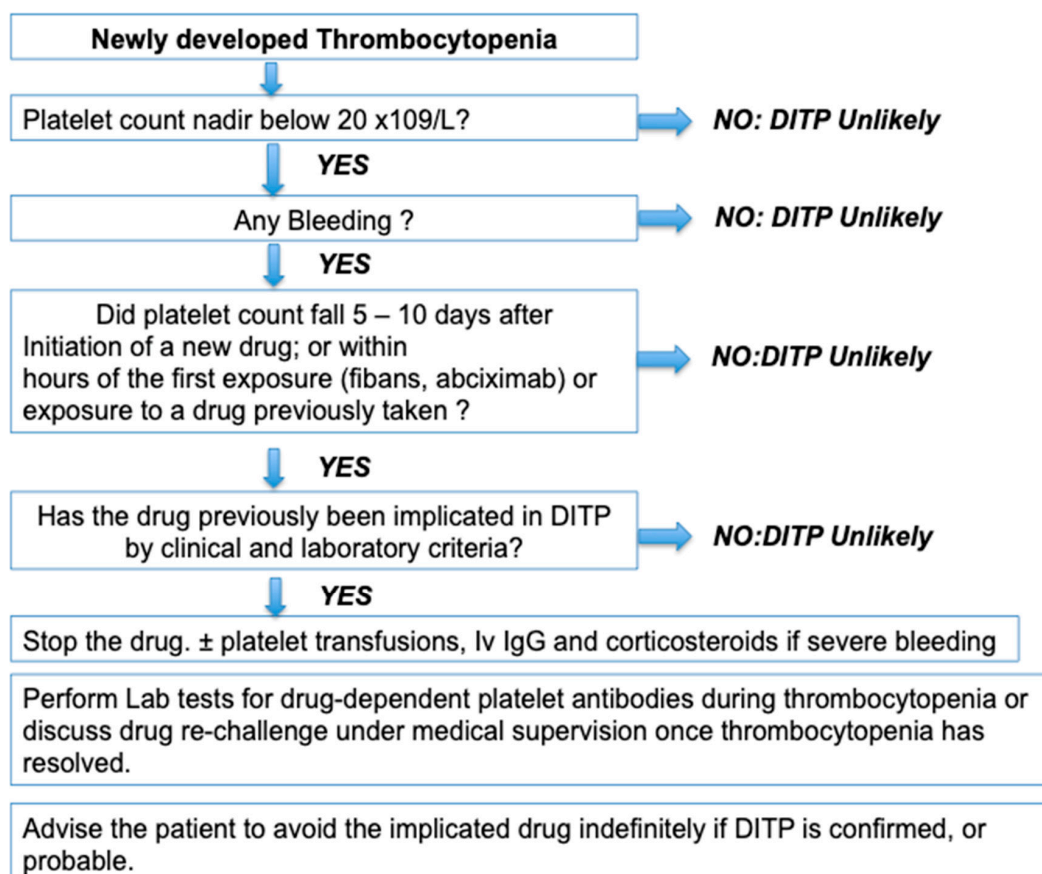 Newly developed Thrombocytopenia
Platelet count nadir below 20 x109/L?
NO: DITP Unlikely
YES
Any Bleeding ?
NO: DITP Unlikely
YES
Did platelet count fall 5 – 10 days after
Initiation of a new drug; or within
hours of the first exposure (fibans, abciximab) or
exposure to a drug previously taken ?
NO:DITP Unlikely
YES
Has the drug previously been implicated in DITP
by clinical and laboratory criteria?
NO:DITP Unlikely
YES
Stop the drug. ± platelet transfusions, Iv IgG and corticosteroids if severe bleeding
Perform Lab tests for drug-dependent platelet antibodies during thrombocytopenia or
discuss drug re-challenge under medical supervision once thrombocytopenia has
resolved.
Advise the patient to avoid the implicated drug indefinitely if DITP is confirmed, or
probable.